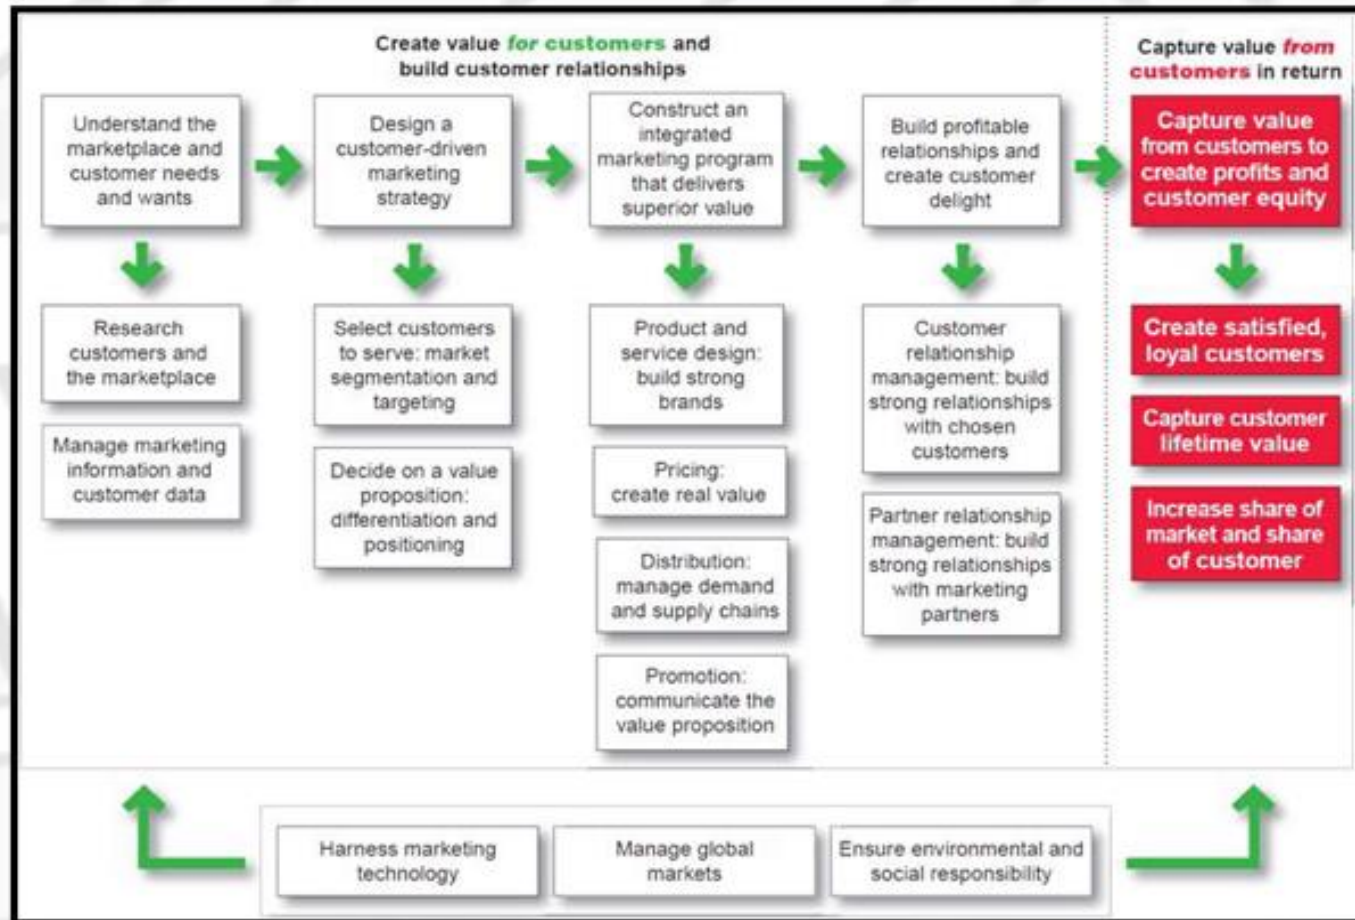 Create value for customers and
build customer relationships
Capture value from
customers in return
Understand the
marketplace and
customer needs
and wants
Design a
customer-driven
marketing
strategy
Construct an
integrated
marketing program
that delivers
superior value
Build profitable
relationships and
create customer
delight
Capture value
from customers to
create profits and
customer equity
Research
customers and
the marketplace
Manage marketing
information and
customer data
Select customers
to serve: market
segmentation and
targeting
Decide on a value
proposition:
differentiation and
positioning
Product and
service design:
build strong
brands
Pricing:
create real value
Distribution:
manage demand
and supply chains
Promotion:
communicate the
value proposition
Customer
relationship
management: build
strong relationships
with chosen
customers
Partner relationship
management: build
strong relationships
with marketing
partners
Create satisfied,
loyal customers
Capture customer
lifetime value
Increase share of
market and share
of customer
Harness marketing
technology
Manage global
markets
Ensure environmental and
social responsibility